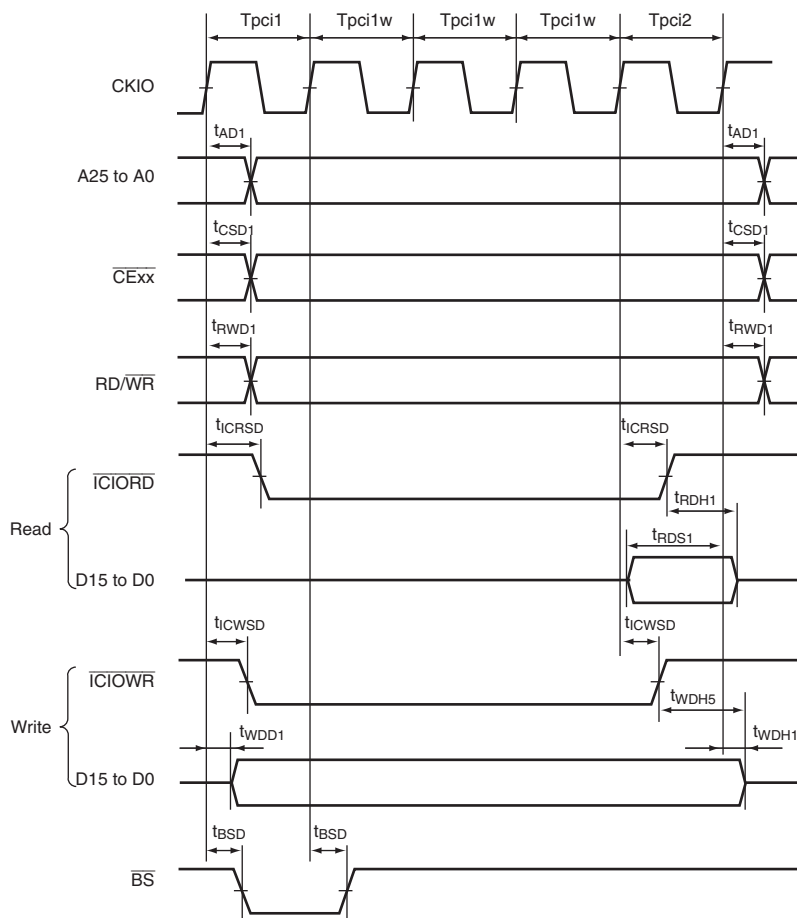 Tpci1 Tpci1w Tpci1w Tpci1w Tpci2
CKIO
tAD1 tAD1
A25 to A0
tCSD1 tCSD1
CExx
tRWD1 tRWD1
RD/WR
tICRSD tICRSD
ICIORD
tRDH1
Read
tRDS1
D15 to D0
tICWSD tICWSD
ICIOWR
tWDH5
Write
tWDD1 tWDH1
D15 to D0
tBSD tBSD
BS